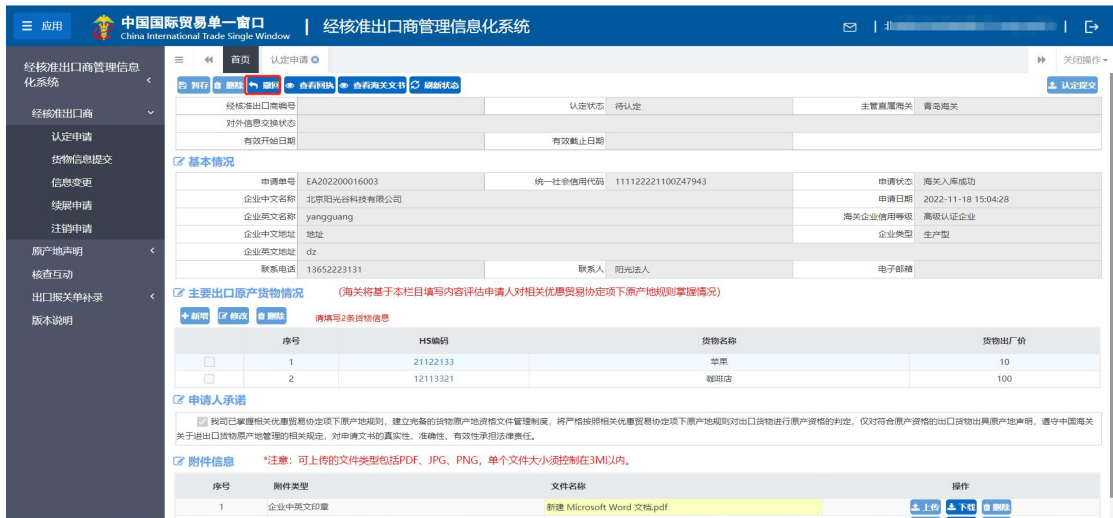 三 应用 中国国际贸易单一窗口 China International Trade Single Window | 经核准出口商管理信息化系统
经核准出口商管理信息化系统
经核准出口商
认定申请
货物信息提交
信息变更
续展申请
注销申请
原产地声明
核查互动
出口报关单补录
版本说明
首页 认定申请 关闭操作
暂存 删除 撤回 查看回执 查看海关文书 刷新状态 认定提交
经核准出口商编号 认定状态 待认定 主管直属海关 青岛海关
对外信息交换状态
有效开始日期 有效截止日期
基本情况
申请单号 EA202200016003 统一社会信用代码 111122221100Z47943 申请状态 海关入库成功
企业中文名称 北京阳光谷科技有限公司 申请日期 2022-11-18 15:04:28
企业英文名称 yangguang 海关企业信用等级 高级认证企业
企业中文地址 地址 企业类型 生产型
企业英文地址 dz
联系电话 13652223131 联系人 阳光法人 电子邮箱
主要出口原产货物情况 (海关将基于本栏目填写内容评估申请人对相关优惠贸易协定项下原产地规则掌握情况)
新增 修改 删除 请填写2条货物信息
序号 HS编码 货物名称 货物出厂价
1 21122133 苹果 10
2 12113321 咖啡店 100
申请人承诺
我司已掌握相关优惠贸易协定项下原产地规则，建立完备的货物原产地资格文件管理制度，将严格按照相关优惠贸易协定项下原产地规则对出口货物进行原产资格的判定，仅对符合原产资格的出口货物出具原产地声明，遵守中国海关
关于进出口货物原产地管理的相关规定，对申请文书的真实性、准确性、有效性承担法律责任。
附件信息 *注意：可上传的文件类型包括PDF、JPG、PNG，单个文件大小须控制在3M以内。
序号 附件类型 文件名称 操作
1 企业中英文印章 新建 Microsoft Word 文档.pdf 上传 下载 删除